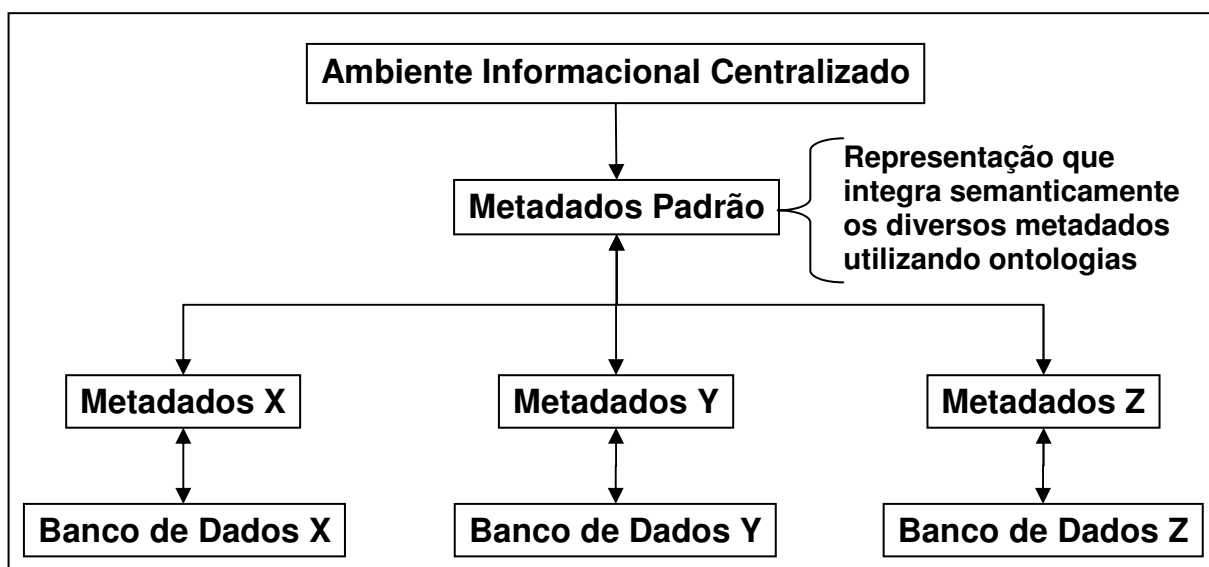 Ambiente Informacional Centralizado
Metadados Padrão
Representação que
integra semanticamente
os diversos metadados
utilizando ontologias
Metadados X
Metadados Y
Metadados Z
Banco de Dados X
Banco de Dados Y
Banco de Dados Z